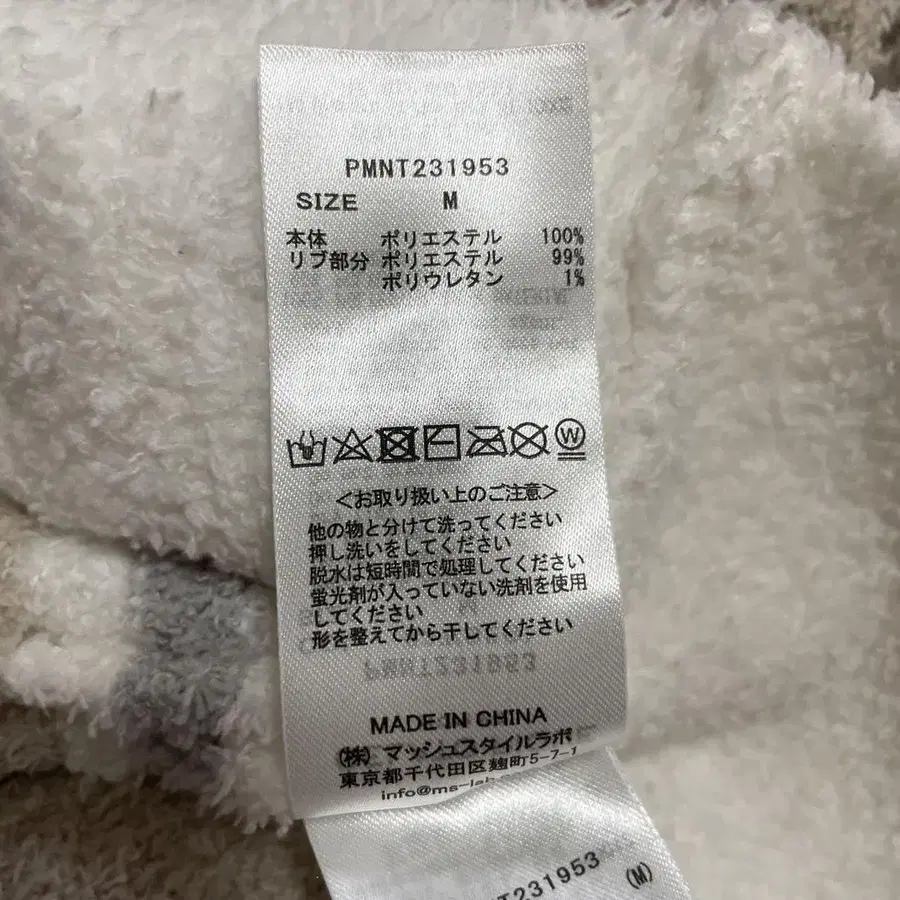 PMNT231953
SIZE M
本体 ポリエステル 100%
リブ部分 ポリエステル 99%
ポリウレタン 1%
W
<お取り扱い上のご注意>
他の物と分けて洗ってください
押し洗いをしてください
脱水は短時間で処理してください
蛍光剤が入っていない洗剤を使用
してください
形を整えてから干してください
MADE IN CHINA
(株)マッシュスタイルラボ
東京都千代田区麹町5-7-1
info@ms-lab
NT231953 (M)